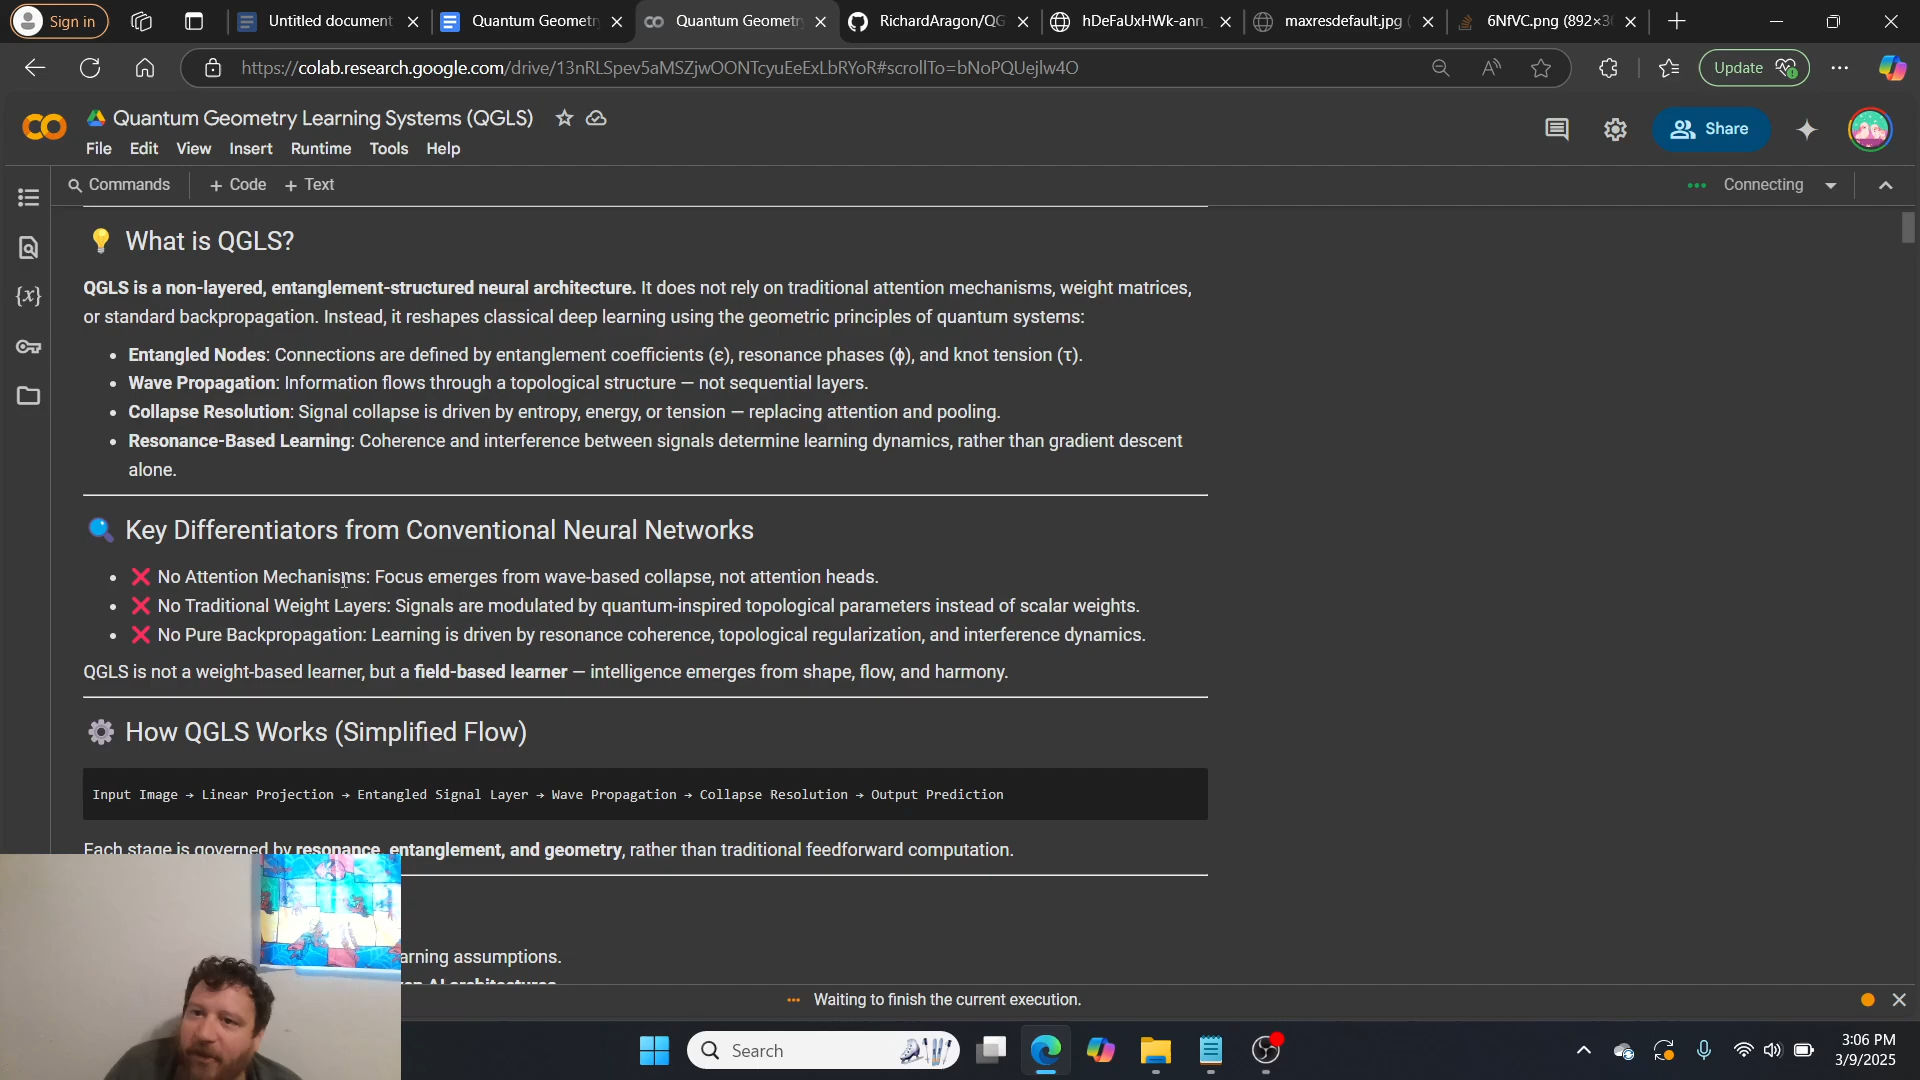 Sign in
Untitled document
Quantum Geometr
Quantum Geometr
RichardAragon/QG
hDeFaUxHWk-ann_
maxresdefault.jpg (
6NfVC.png (892×3
https://colab.research.google.com/drive/13nRLSpev5aMSZjwOONTcyuEeExLbRYoR#scrollTo=bNoPQUejlw4O
Update
Quantum Geometry Learning Systems (QGLS)
File Edit View Insert Runtime Tools Help
Share
Commands + Code + Text
Connecting
💡 What is QGLS?
QGLS is a non-layered, entanglement-structured neural architecture. It does not rely on traditional attention mechanisms, weight matrices,
or standard backpropagation. Instead, it reshapes classical deep learning using the geometric principles of quantum systems:
• Entangled Nodes: Connections are defined by entanglement coefficients (ε), resonance phases (ϕ), and knot tension (τ).
• Wave Propagation: Information flows through a topological structure — not sequential layers.
• Collapse Resolution: Signal collapse is driven by entropy, energy, or tension — replacing attention and pooling.
• Resonance-Based Learning: Coherence and interference between signals determine learning dynamics, rather than gradient descent
alone.
🔍 Key Differentiators from Conventional Neural Networks
• ❌ No Attention Mechanisms: Focus emerges from wave-based collapse, not attention heads.
• ❌ No Traditional Weight Layers: Signals are modulated by quantum-inspired topological parameters instead of scalar weights.
• ❌ No Pure Backpropagation: Learning is driven by resonance coherence, topological regularization, and interference dynamics.
QGLS is not a weight-based learner, but a field-based learner — intelligence emerges from shape, flow, and harmony.
⚙️ How QGLS Works (Simplified Flow)
Input Image → Linear Projection → Entangled Signal Layer → Wave Propagation → Collapse Resolution → Output Prediction
Each stage is governed by resonance, entanglement, and geometry, rather than traditional feedforward computation.
arning assumptions.
AI architectures
Waiting to finish the current execution.
Search
3:06 PM
3/9/2025